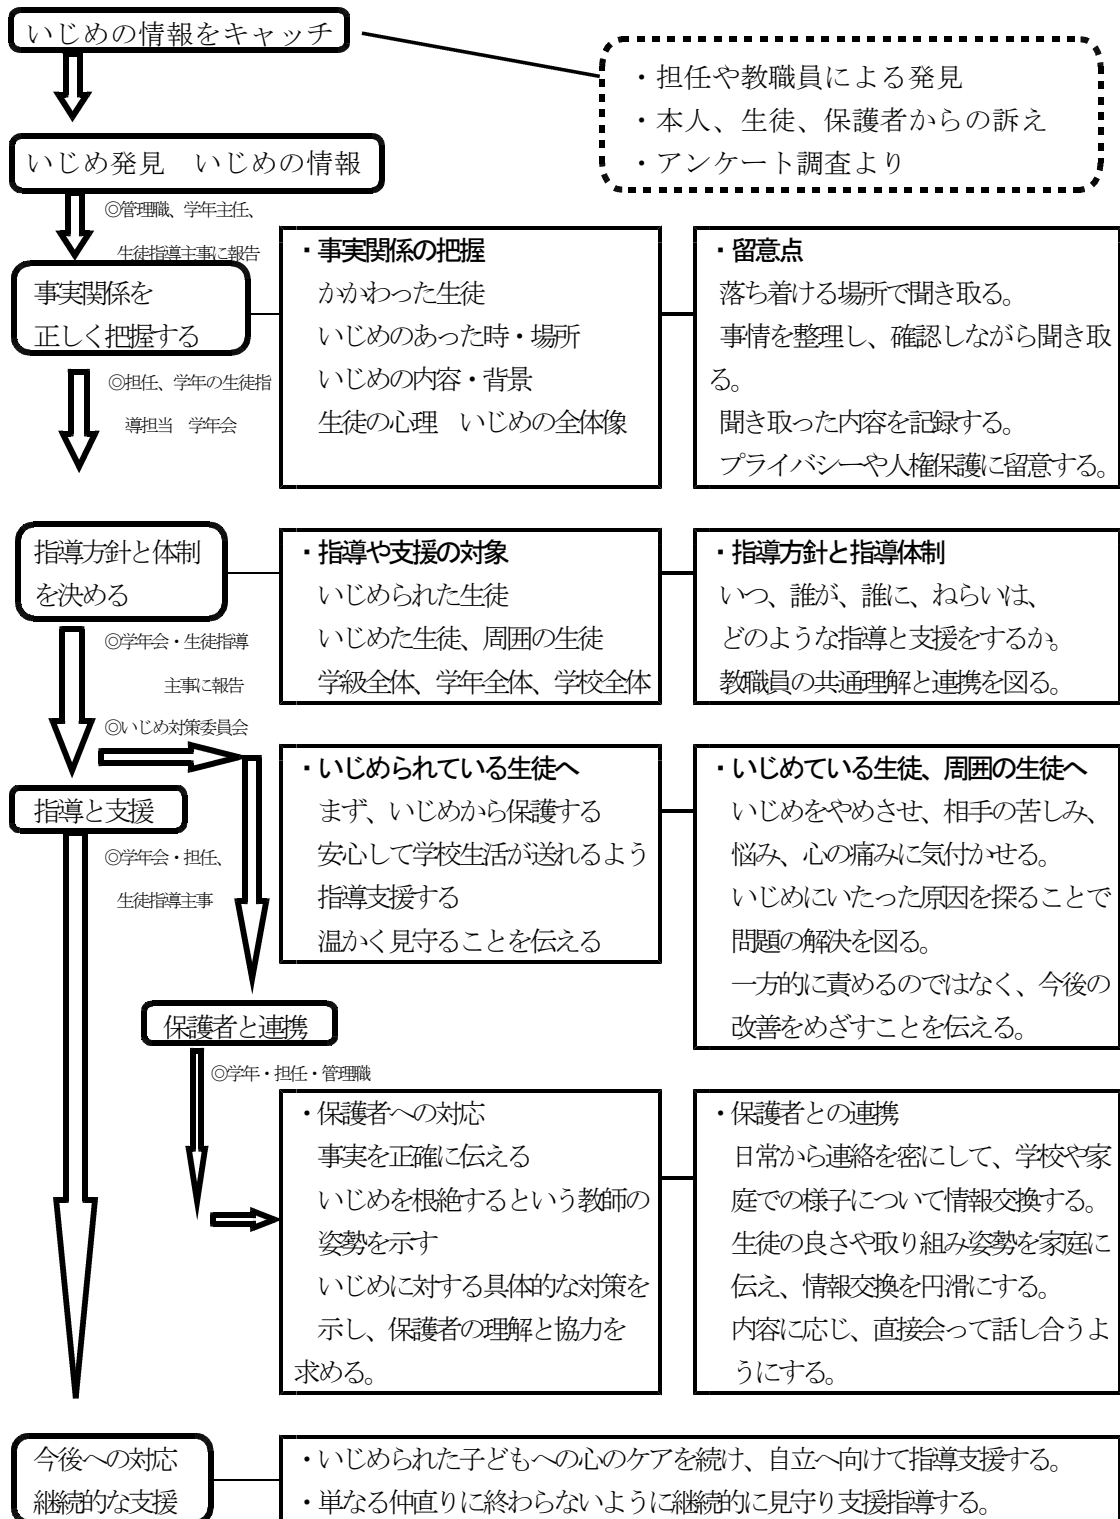 いじめの情報をキャッチ
・担任や教職員による発見
・本人、生徒、保護者からの訴え
・アンケート調査より
いじめ発見　いじめの情報
◎管理職、学年主任、
生徒指導主事に報告
事実関係を
正しく把握する
・事実関係の把握
かかわった生徒
いじめのあった時・場所
いじめの内容・背景
生徒の心理　いじめの全体像
・留意点
落ち着ける場所で聞き取る。
事情を整理し、確認しながら聞き取
る。
聞き取った内容を記録する。
プライバシーや人権保護に留意する。
◎担任、学年の生徒指
導担当　学年会
指導方針と体制
を決める
・指導や支援の対象
いじめられた生徒
いじめた生徒、周囲の生徒
学級全体、学年全体、学校全体
・指導方針と指導体制
いつ、誰が、誰に、ねらいは、
どのような指導と支援をするか。
教職員の共通理解と連携を図る。
◎学年会・生徒指導
主事に報告
◎いじめ対策委員会
指導と支援
◎学年会・担任、
生徒指導主事
・いじめられている生徒へ
まず、いじめから保護する
安心して学校生活が送れるよう
指導支援する
温かく見守ることを伝える
・いじめている生徒、周囲の生徒へ
いじめをやめさせ、相手の苦しみ、
悩み、心の痛みに気付かせる。
いじめにいたった原因を探ることで
問題の解決を図る。
一方的に責めるのではなく、今後の
改善をめざすことを伝える。
保護者と連携
◎学年・担任・管理職
・保護者への対応
事実を正確に伝える
いじめを根絶するという教師の
姿勢を示す
いじめに対する具体的な対策を
示し、保護者の理解と協力を
求める。
・保護者との連携
日常から連絡を密にして、学校や家
庭での様子について情報交換する。
生徒の良さや取り組み姿勢を家庭に
伝え、情報交換を円滑にする。
内容に応じ、直接会って話し合うよ
うにする。
今後への対応
継続的な支援
・いじめられた子どもへの心のケアを続け、自立へ向けて指導支援する。
・単なる仲直りに終わらないように継続的に見守り支援指導する。